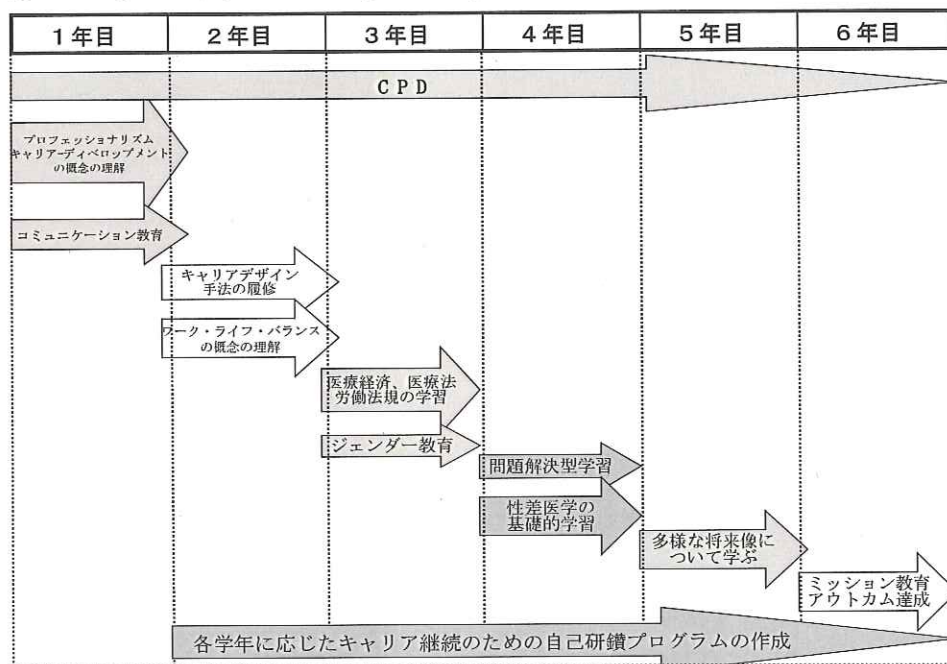 1年目 2年目 3年目 4年目 5年目 6年目
CPD
プロフェッショナリズム
キャリアーディベロップメント
の概念の理解
コミュニケーション教育
キャリアデザイン
手法の履修
ワーク・ライフ・バランス
の概念の理解
医療経済、医療法
労働法規の学習
ジェンダー教育
問題解決型学習
性差医学の
基礎的学習
多様な将来像に
ついて学ぶ
ミッション教育
アウトカム達成
各学年に応じたキャリア継続のための自己研鑽プログラムの作成